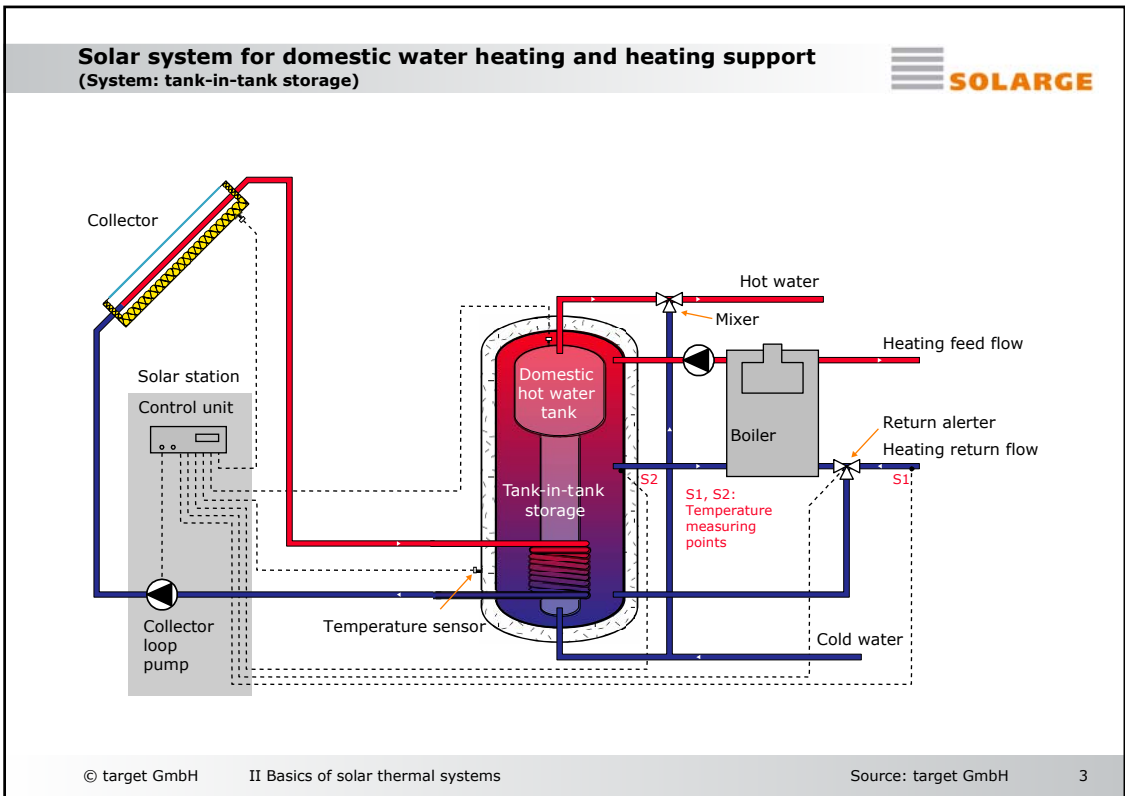 Solar system for domestic water heating and heating support
(System: tank-in-tank storage)
SOLARGE
Collector
Hot water
Mixer
Heating feed flow
Solar station
Domestic
hot water
tank
Control unit
Boiler
Return alerter
Heating return flow
S2
S1
Tank-in-tank
storage
S1, S2:
Temperature
measuring
points
Temperature sensor
Collector
loop
pump
Cold water
© target GmbH
II Basics of solar thermal systems
Source: target GmbH
3